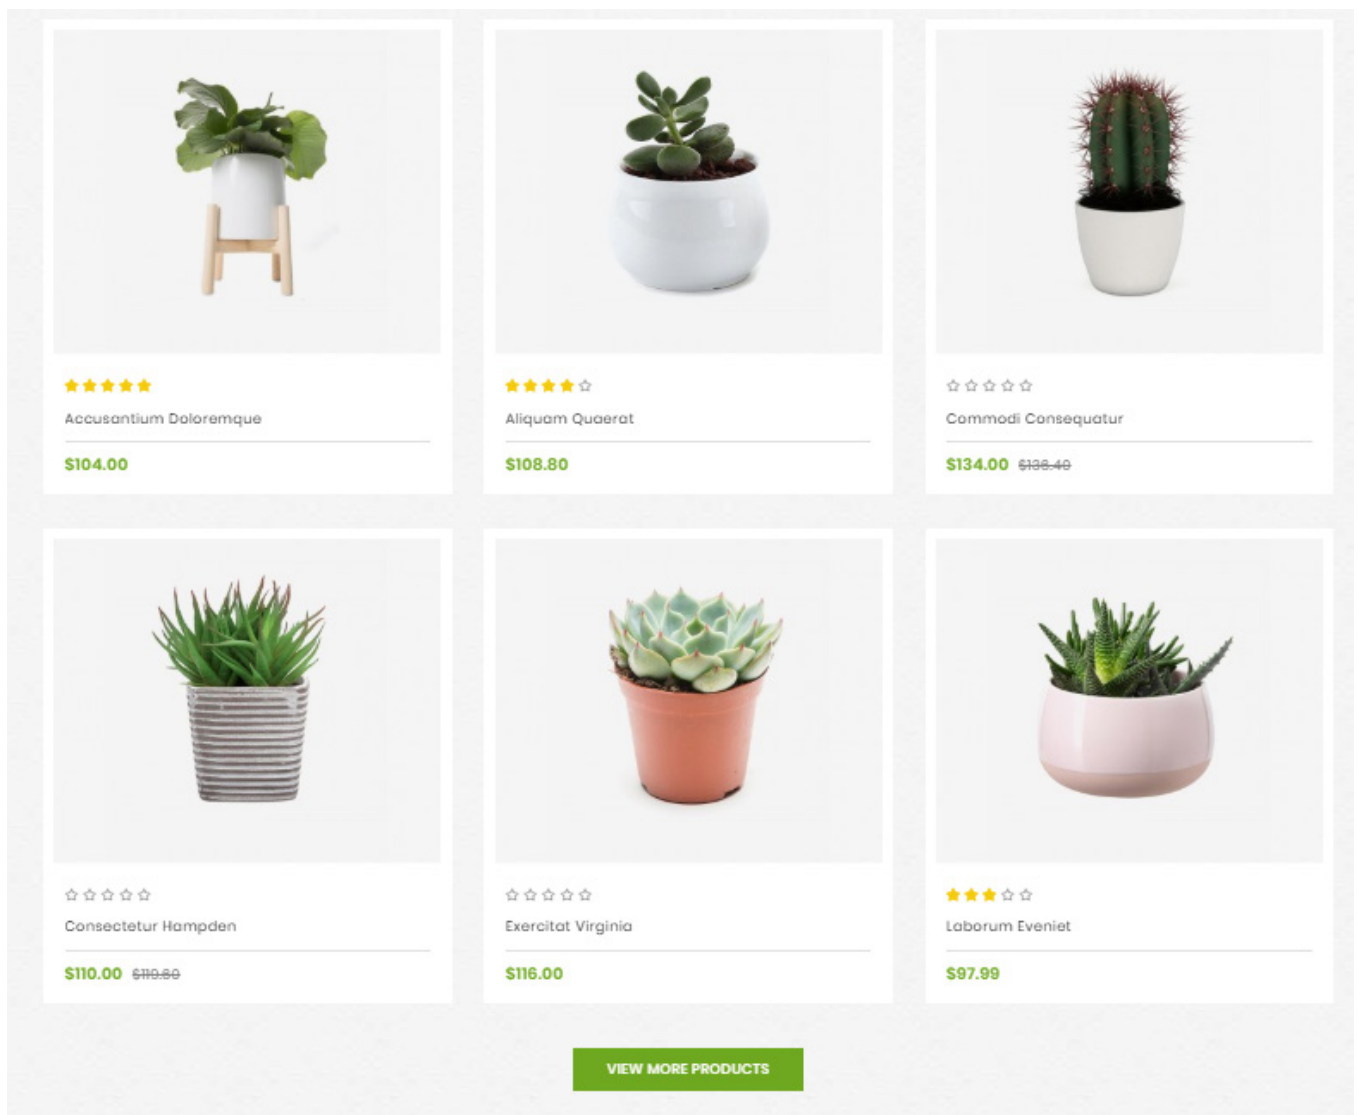 Accusantium Doloremque
$104.00
Aliquam Quaerat
$108.80
Commodi Consequatur
$134.00 $136.40
Consectetur Hampden
$110.00 $119.60
Exercitat Virginia
$116.00
Laborum Eveniet
$97.99
VIEW MORE PRODUCTS